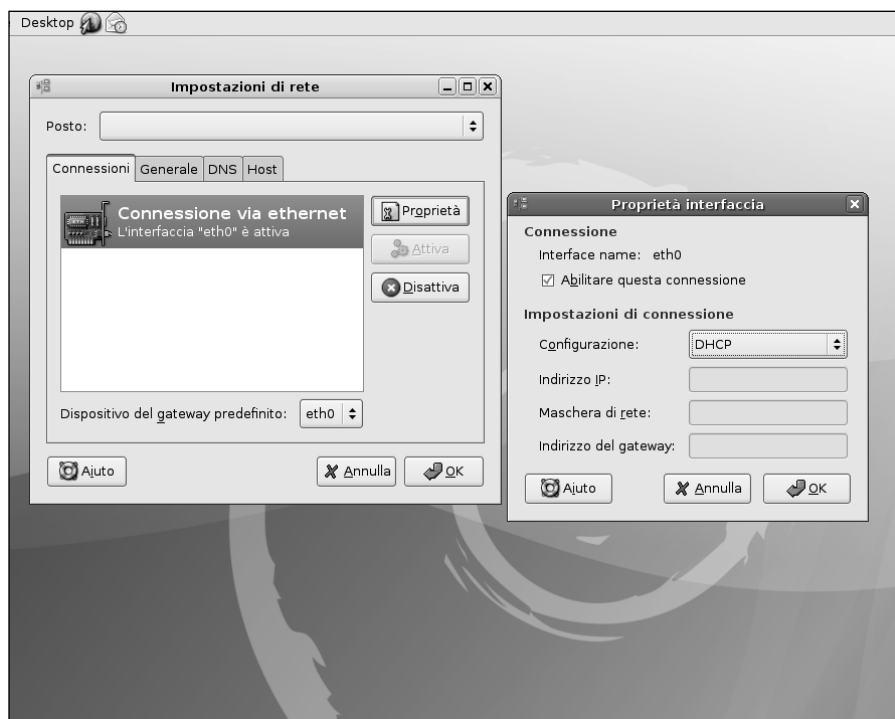 Desktop
Impostazioni di rete
Posto:
Connessioni Generale DNS Host
Connessione via ethernet
L'interfaccia "eth0" è attiva
Proprietà
Attiva
Disattiva
Dispositivo del gateway predefinito: eth0
Aiuto Annulla OK
Proprietà interfaccia
Connessione
Interface name: eth0
Abilitare questa connessione
Impostazioni di connessione
Configurazione: DHCP
Indirizzo IP:
Maschera di rete:
Indirizzo del gateway:
Aiuto Annulla OK